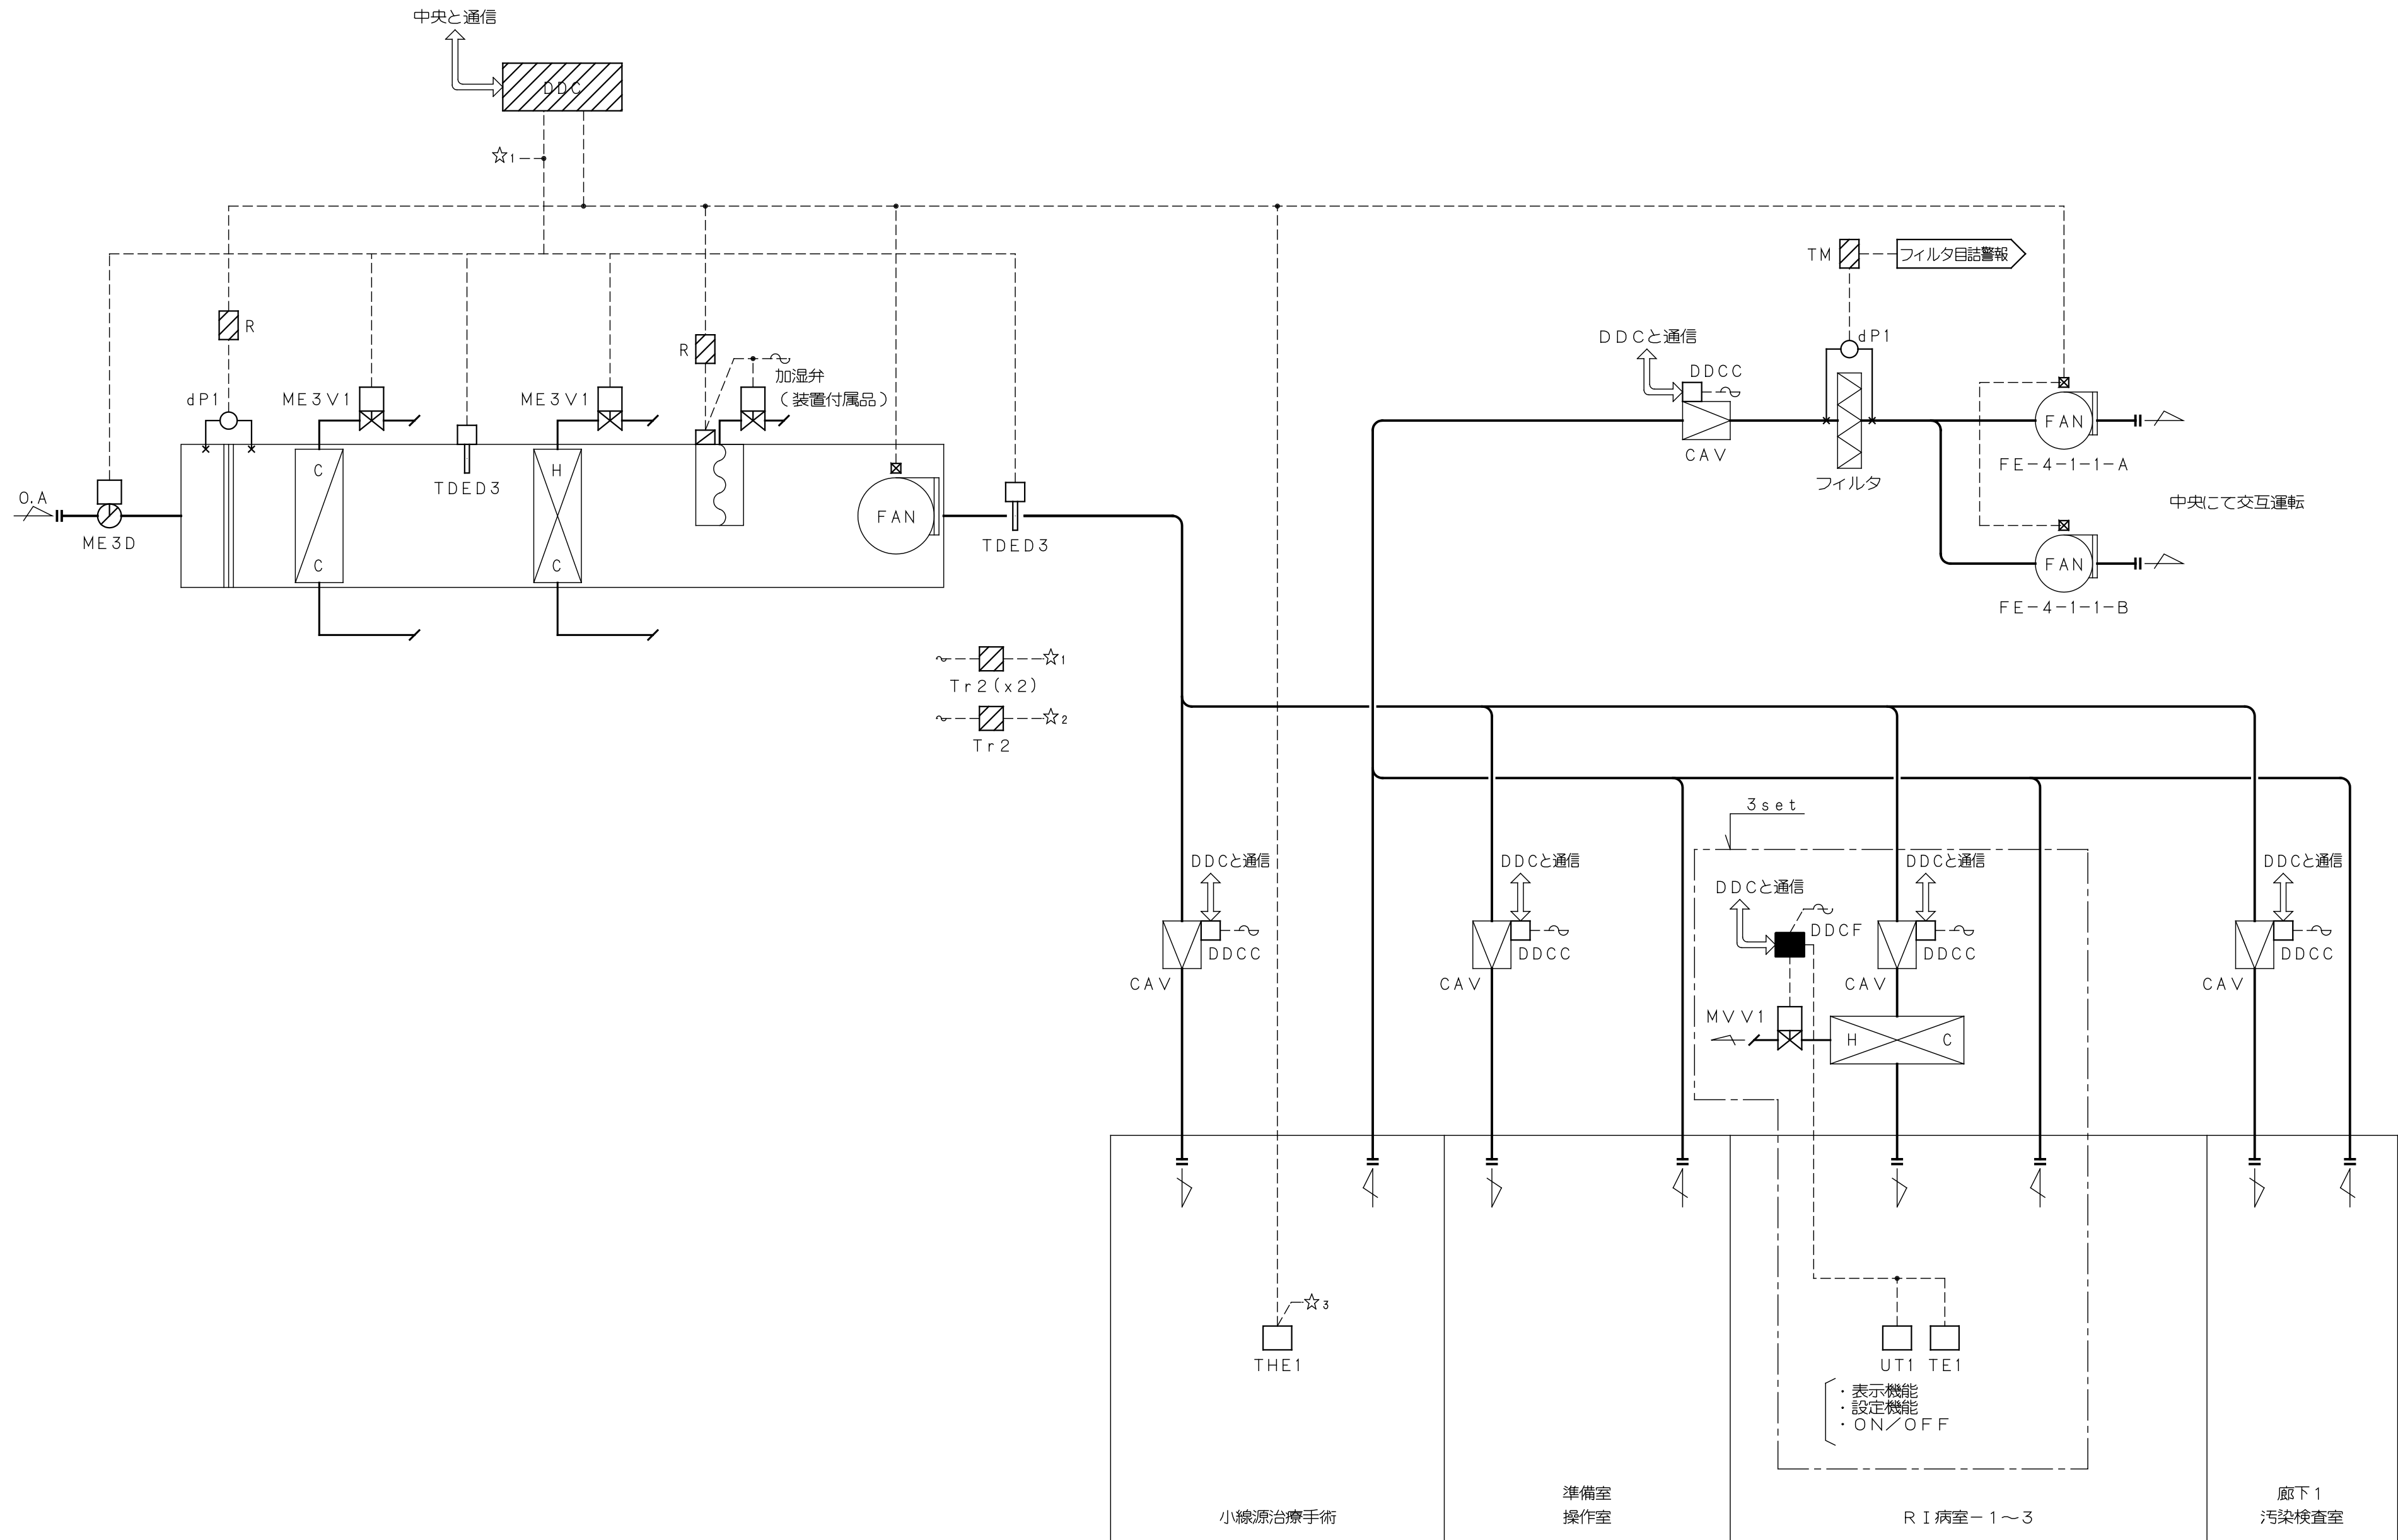 中央と通信
DDC
☆1
TM
フィルタ目詰警報
R
R
DDCと通信
dP1
加湿弁
(装置付属品)
DDCC
dP1
ME3V1
ME3V1
FAN
CAV
FE-4-1-1-A
フィルタ
C
H
TDED3
O.A
FAN
中央にて交互運転
ME3D
TDED3
C
C
FAN
FE-4-1-1-B
☆1
Tr2(x2)
☆2
Tr2
3set
DDCと通信
DDCと通信
DDCと通信
DDCと通信
DDCと通信
DDCF
DDCC
DDCC
DDCC
DDCC
CAV
CAV
CAV
CAV
MVV1
H
C
☆3
THE1
UT1
TE1
・表示機能
・設定機能
・ON/OFF
小線源治療手術
準備室
操作室
RI病室-1~3
廊下1
汚染検査室